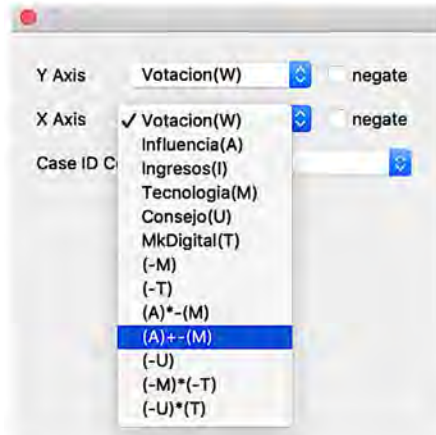 Y Axis Votacion(W) negate
X Axis ✓ Votacion(W) negate
Influencia(A)
Case ID C Ingresos(I)
Tecnologia(M)
Consejo(U)
MkDigital(T)
(-M)
(-T)
(A)*-(M)
(A)+-(M)
(-U)
(-M)*(-T)
(-U)*(T)